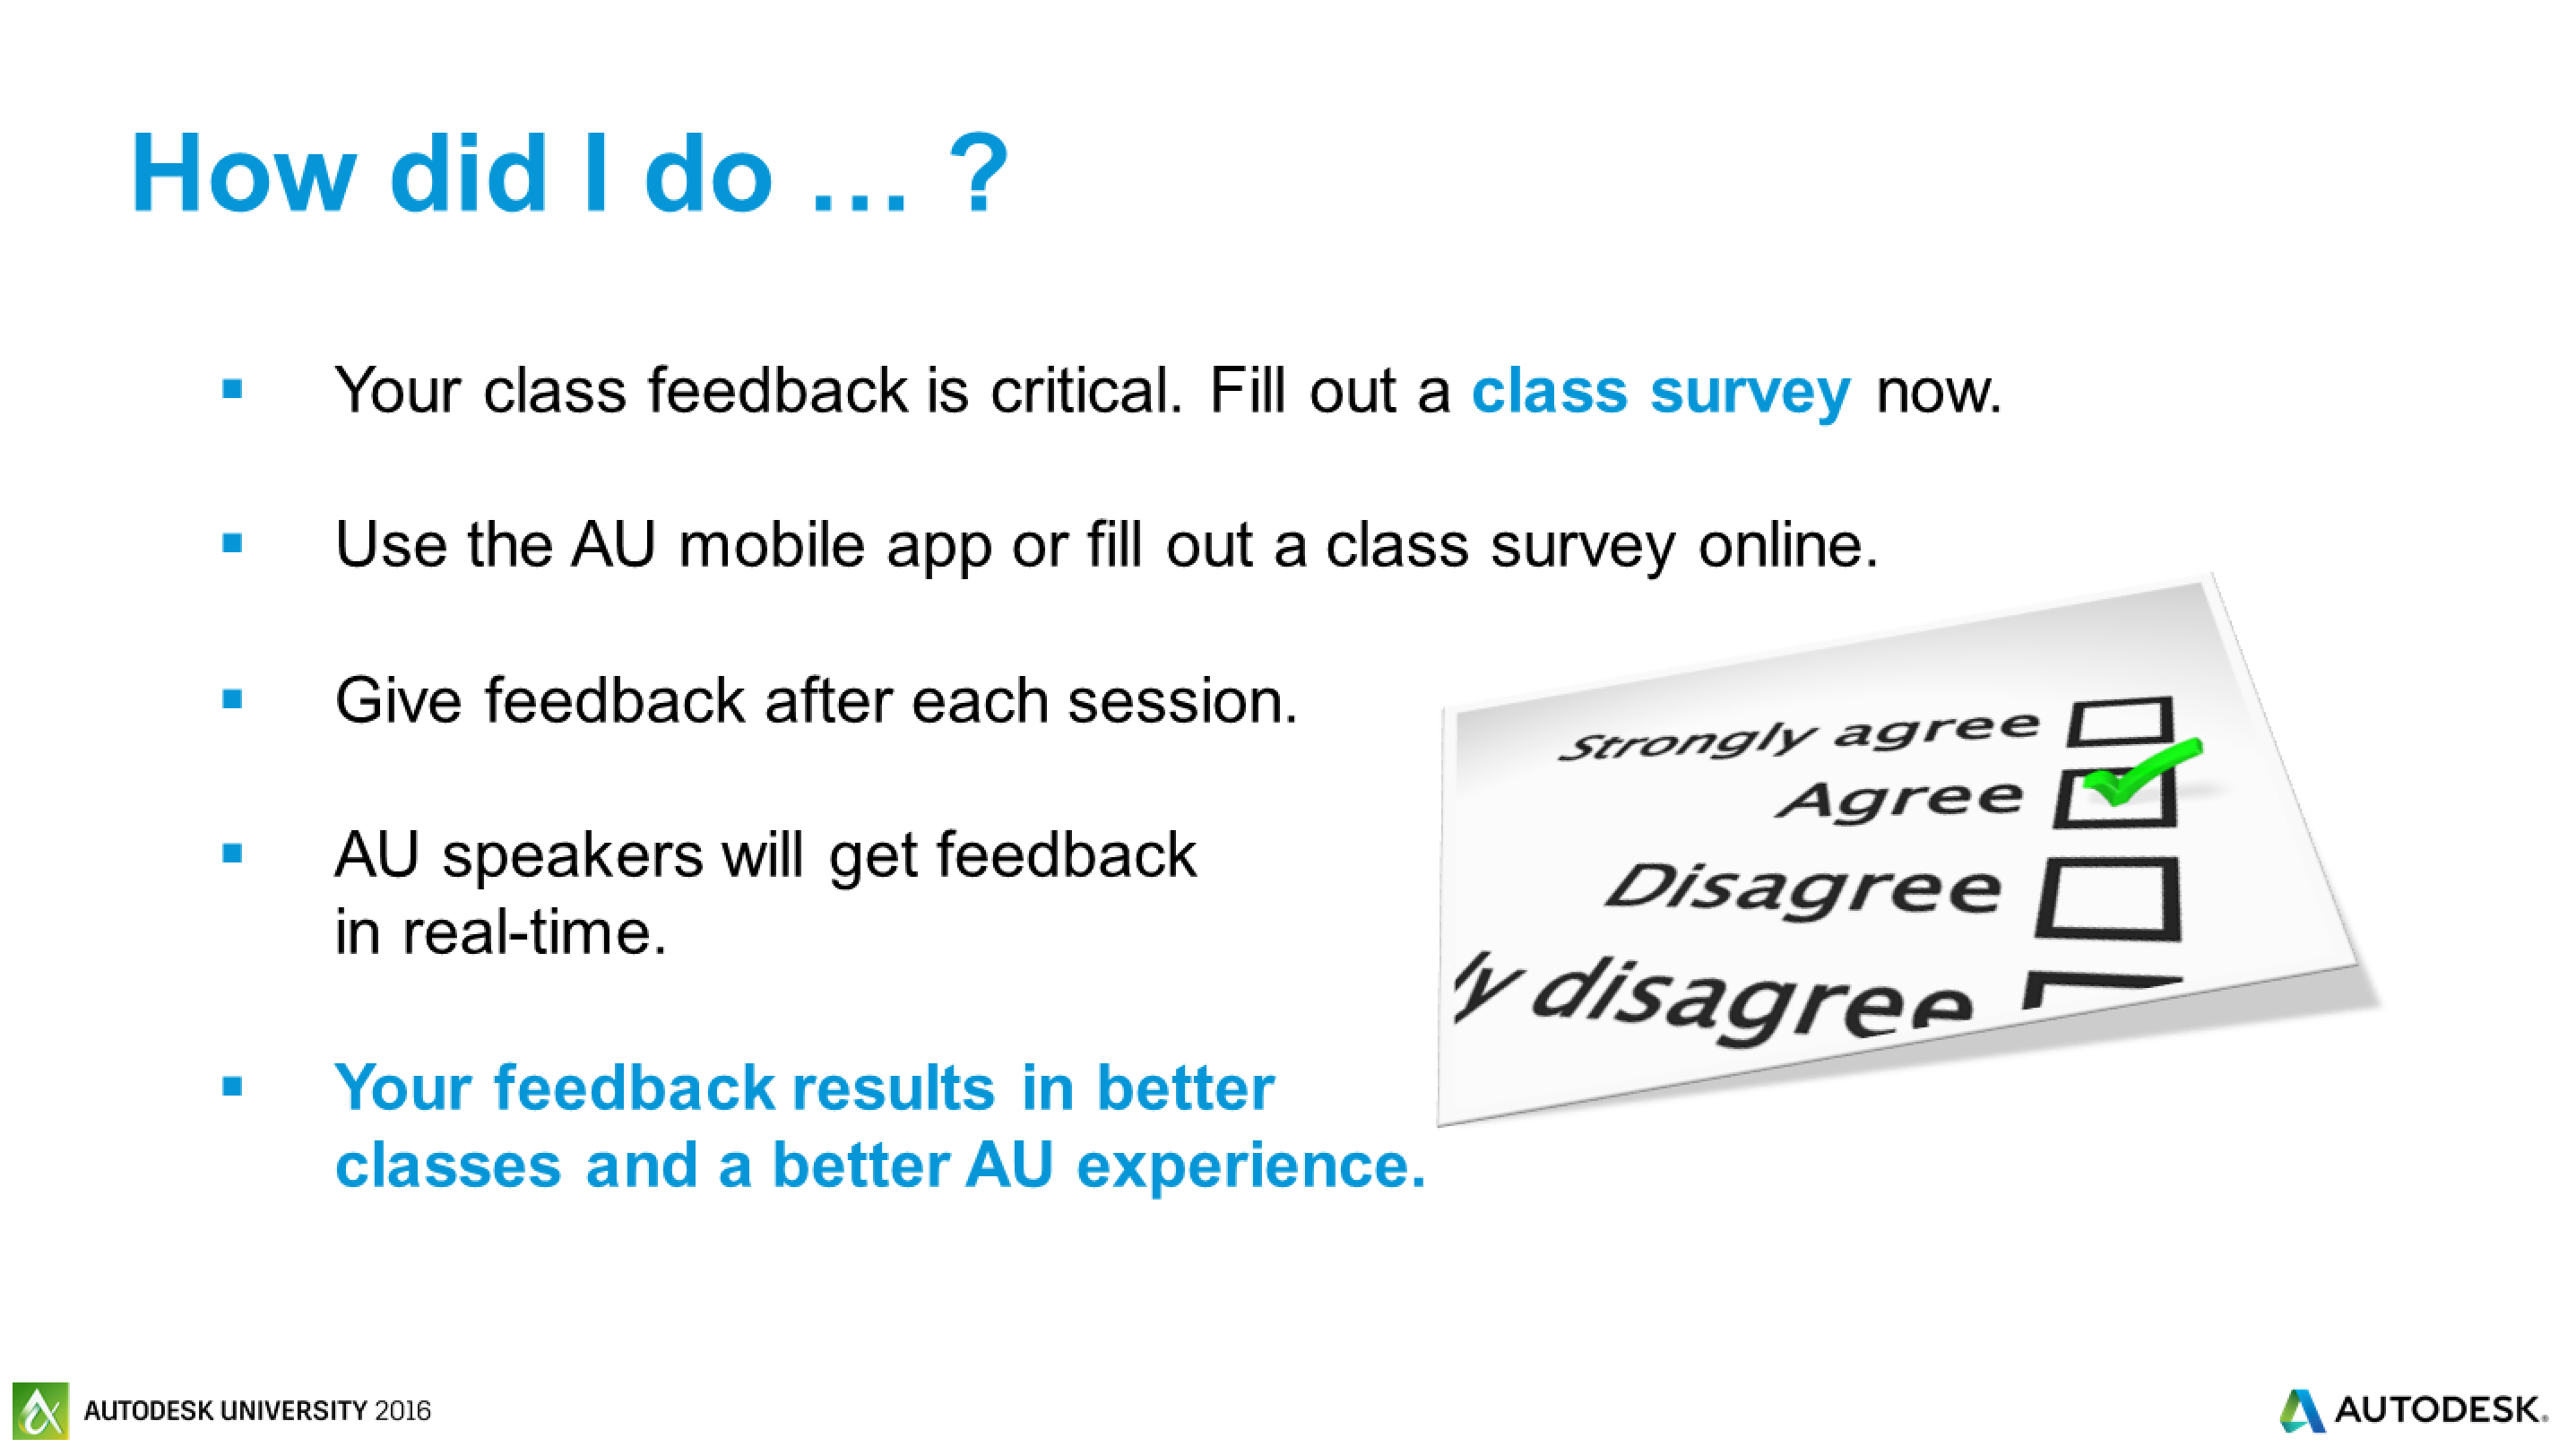 How did I do … ?
Your class feedback is critical. Fill out a class survey now.
Use the AU mobile app or fill out a class survey online.
Give feedback after each session.
AU speakers will get feedback
in real-time.
Your feedback results in better
classes and a better AU experience.
Strongly agree
Agree
Disagree
ly disagree
AUTODESK UNIVERSITY 2016
AUTODESK®